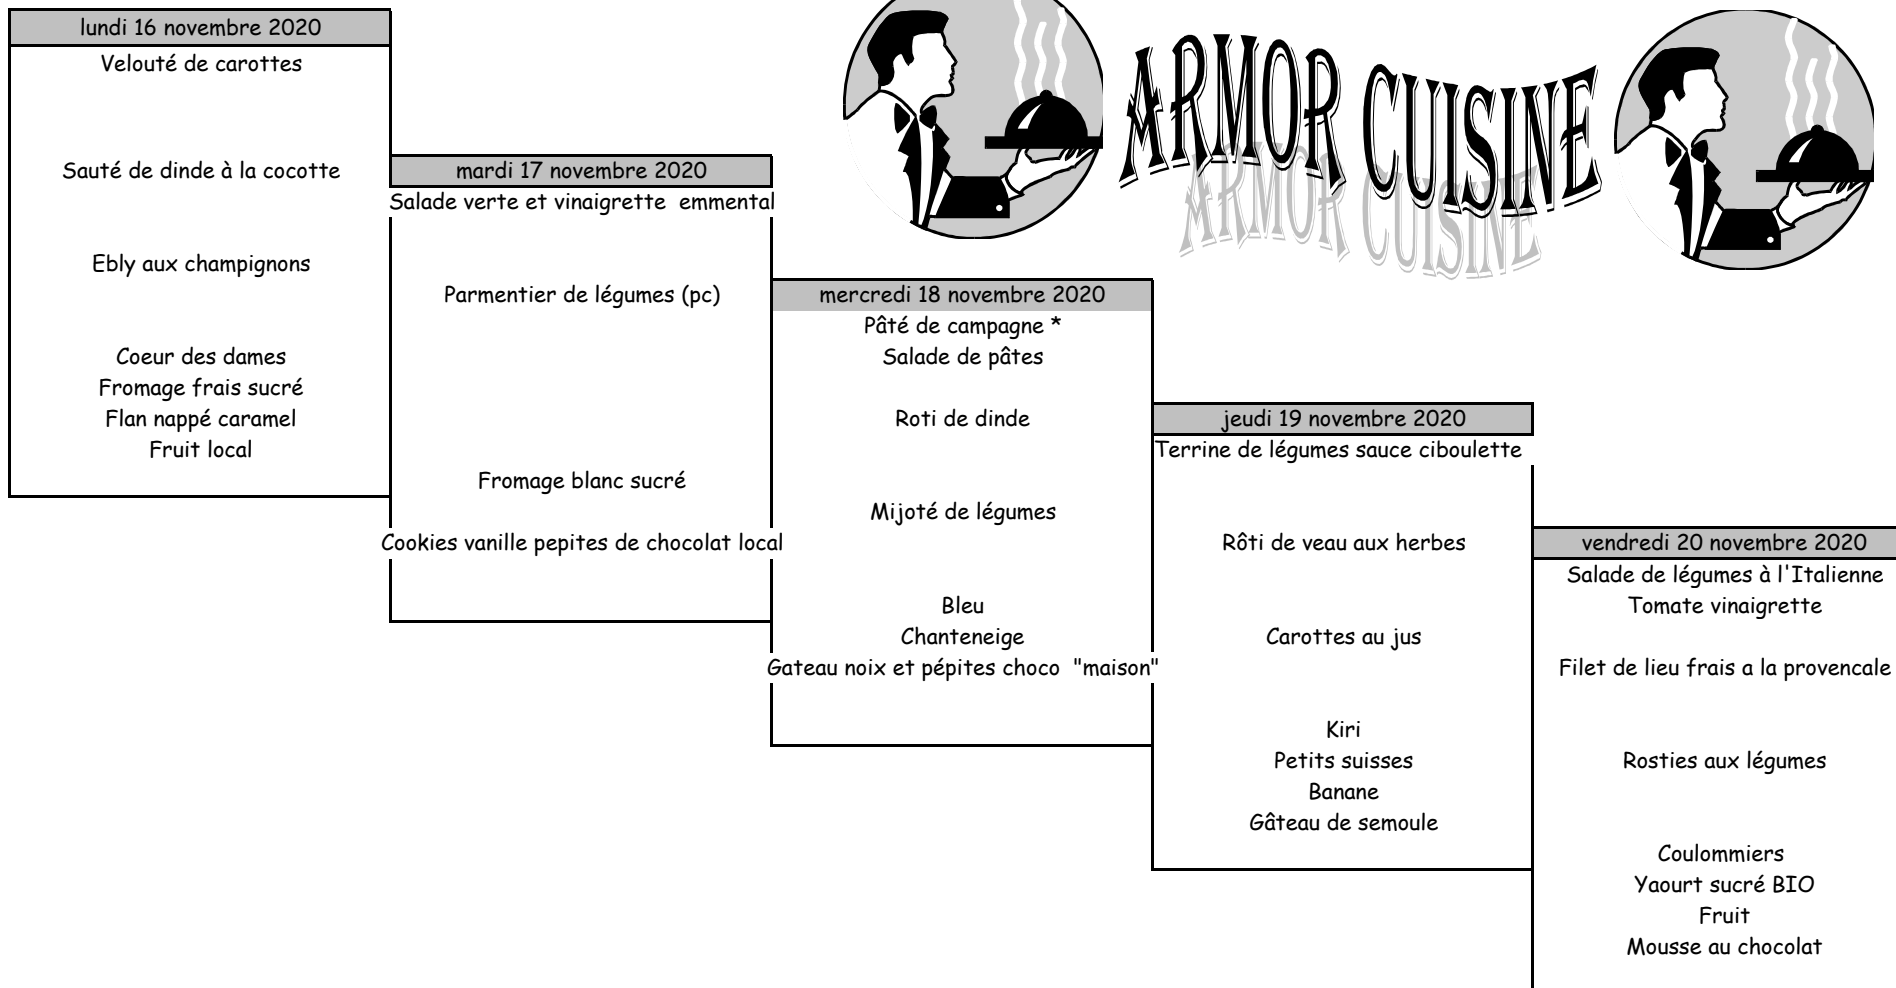 lundi 16 novembre 2020
Velouté de carottes
Sauté de dinde à la cocotte
Ebly aux champignons
Coeur des dames
Fromage frais sucré
Flan nappé caramel
Fruit local
mardi 17 novembre 2020
Salade verte et vinaigrette  emmental
Parmentier de légumes (pc)
Fromage blanc sucré
Cookies vanille pepites de chocolat local
ARMOR CUISINE
mercredi 18 novembre 2020
Pâté de campagne *
Salade de pâtes
Roti de dinde
Mijoté de légumes
Bleu
Chanteneige
Gateau noix et pépites choco  "maison"
jeudi 19 novembre 2020
Terrine de légumes sauce ciboulette
Rôti de veau aux herbes
Carottes au jus
Kiri
Petits suisses
Banane
Gâteau de semoule
vendredi 20 novembre 2020
Salade de légumes à l'Italienne
Tomate vinaigrette
Filet de lieu frais a la provencale
Rosties aux légumes
Coulommiers
Yaourt sucré BIO
Fruit
Mousse au chocolat